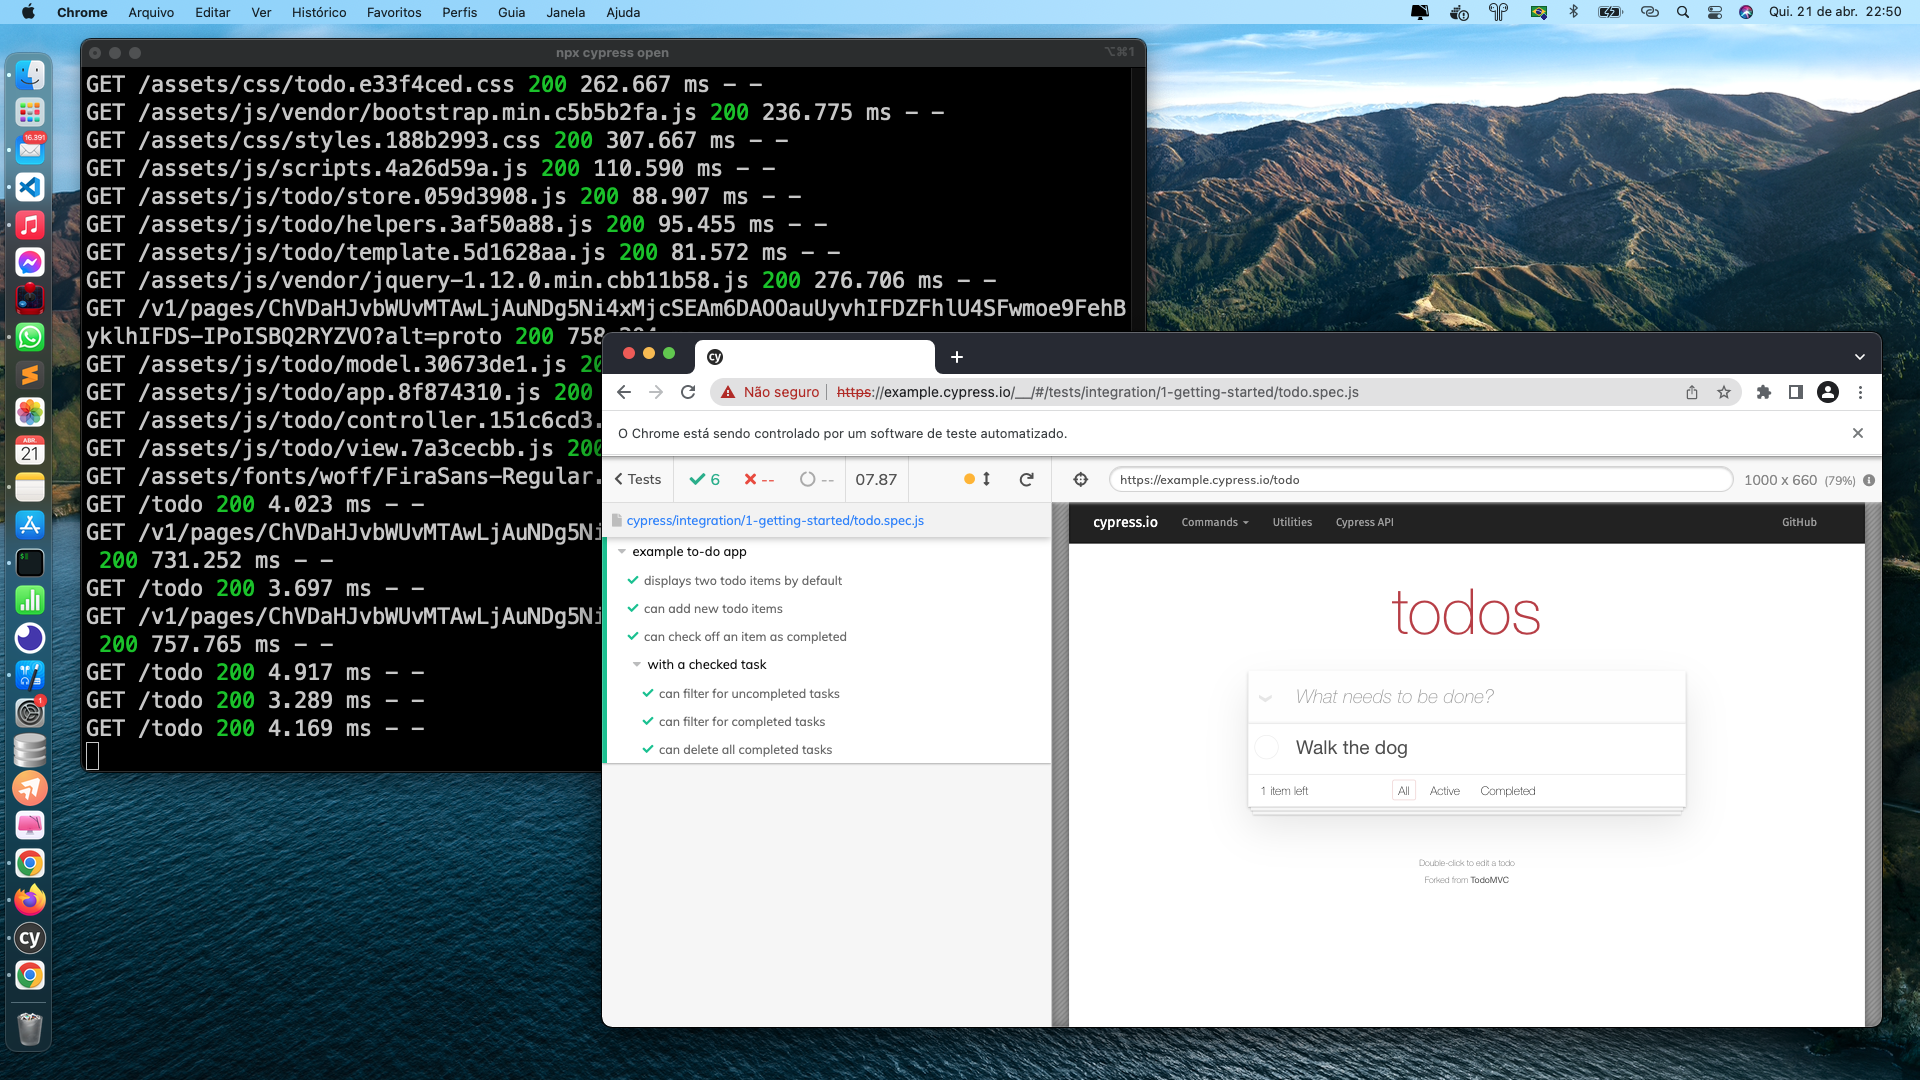 Chrome Arquivo Editar Ver Histórico Favoritos Perfis Guia Janela Ajuda
Qui. 21 de abr. 22:50
npx cypress open
⌥⌘1
GET /assets/css/todo.e33f4ced.css 200 262.667 ms – –
GET /assets/js/vendor/bootstrap.min.c5b5b2fa.js 200 236.775 ms – –
GET /assets/css/styles.188b2993.css 200 307.667 ms – –
GET /assets/js/scripts.4a26d59a.js 200 110.590 ms – –
GET /assets/js/todo/store.059d3908.js 200 88.907 ms – –
GET /assets/js/todo/helpers.3af50a88.js 200 95.455 ms – –
GET /assets/js/todo/template.5d1628aa.js 200 81.572 ms – –
GET /assets/js/vendor/jquery-1.12.0.min.cbb11b58.js 200 276.706 ms – –
GET /v1/pages/ChVDaHJvbWUvMTAwLjAuNDg5Ni4xMjcSEAm6DAOOauUyvhIFDZFhlU4SFwmoe9FehB
yklhIFDS-IPoISBQ2RYZVO?alt=proto 200 758
GET /assets/js/todo/model.30673de1.js
GET /assets/js/todo/app.8f874310.js 200
GET /assets/js/todo/controller.151c6cd3.
GET /assets/js/todo/view.7a3cecbb.js 200
GET /assets/fonts/woff/FiraSans-Regular.
GET /todo 200 4.023 ms – –
GET /v1/pages/ChVDaHJvbWUvMTAwLjAuNDg5Ni
200 731.252 ms – –
GET /todo 200 3.697 ms – –
GET /v1/pages/ChVDaHJvbWUvMTAwLjAuNDg5Ni
200 757.765 ms – –
GET /todo 200 4.917 ms – –
GET /todo 200 3.289 ms – –
GET /todo 200 4.169 ms – –
16.391
ABR.
21
1
cy
cy
Não seguro https://example.cypress.io/__/#/tests/integration/1-getting-started/todo.spec.js
O Chrome está sendo controlado por um software de teste automatizado.
Tests 6 -- -- 07.87
https://example.cypress.io/todo 1000 x 660 (79%)
cypress/integration/1-getting-started/todo.spec.js
example to-do app
displays two todo items by default
can add new todo items
can check off an item as completed
with a checked task
can filter for uncompleted tasks
can filter for completed tasks
can delete all completed tasks
cypress.io Commands Utilities Cypress API GitHub
todos
What needs to be done?
Walk the dog
1 item left All Active Completed
Double-click to edit a todo
Forked from TodoMVC